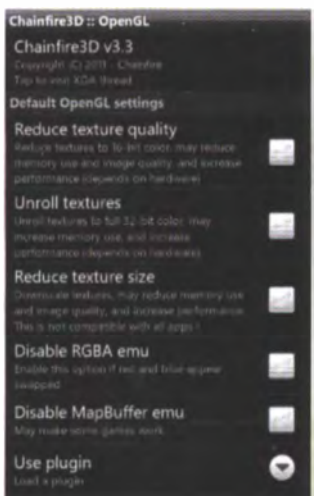 Chainfire3D :: OpenGL
Chainfire3D v3.3
Copyright (C) 2011 - Chainfire
Tap to visit XDA thread
Default OpenGL settings
Reduce texture quality
Reduce textures to 16-bit color, may reduce
memory use and image quality, and increase
performance (depends on hardware)
Unroll textures
Unroll textures to full 32-bit color, may
increase memory use, and increase
performance (depends on hardware)
Reduce texture size
Downscale textures, may reduce memory use
and image quality, and increase performance.
This is not compatible with all apps !
Disable RGBA emu
Enable this option if red and blue appear
swapped
Disable MapBuffer emu
May make some games work
Use plugin
Load a plugin